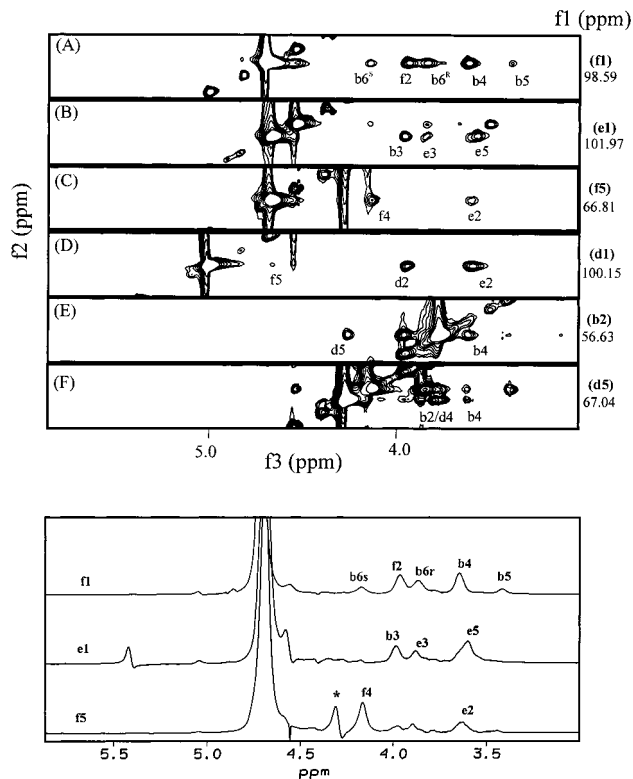 f1 (ppm)
(A)
b6ˢ f2 b6ᴿ b4 b5
(f1)
98.59
(B)
b3 e3 e5
(e1)
101.97
(C)
f4 e2
(f5)
66.81
(D)
f5 d2 e2
(d1)
100.15
(E)
d5 b4
(b2)
56.63
(F)
b2/d4 b4
(d5)
67.04
f2 (ppm)
5.0 4.0
f3 (ppm)
f1 b6s f2 b6r b4 b5
e1 b3 e3 e5
f5 * f4 e2
5.5 5.0 4.5 4.0 3.5
PPM